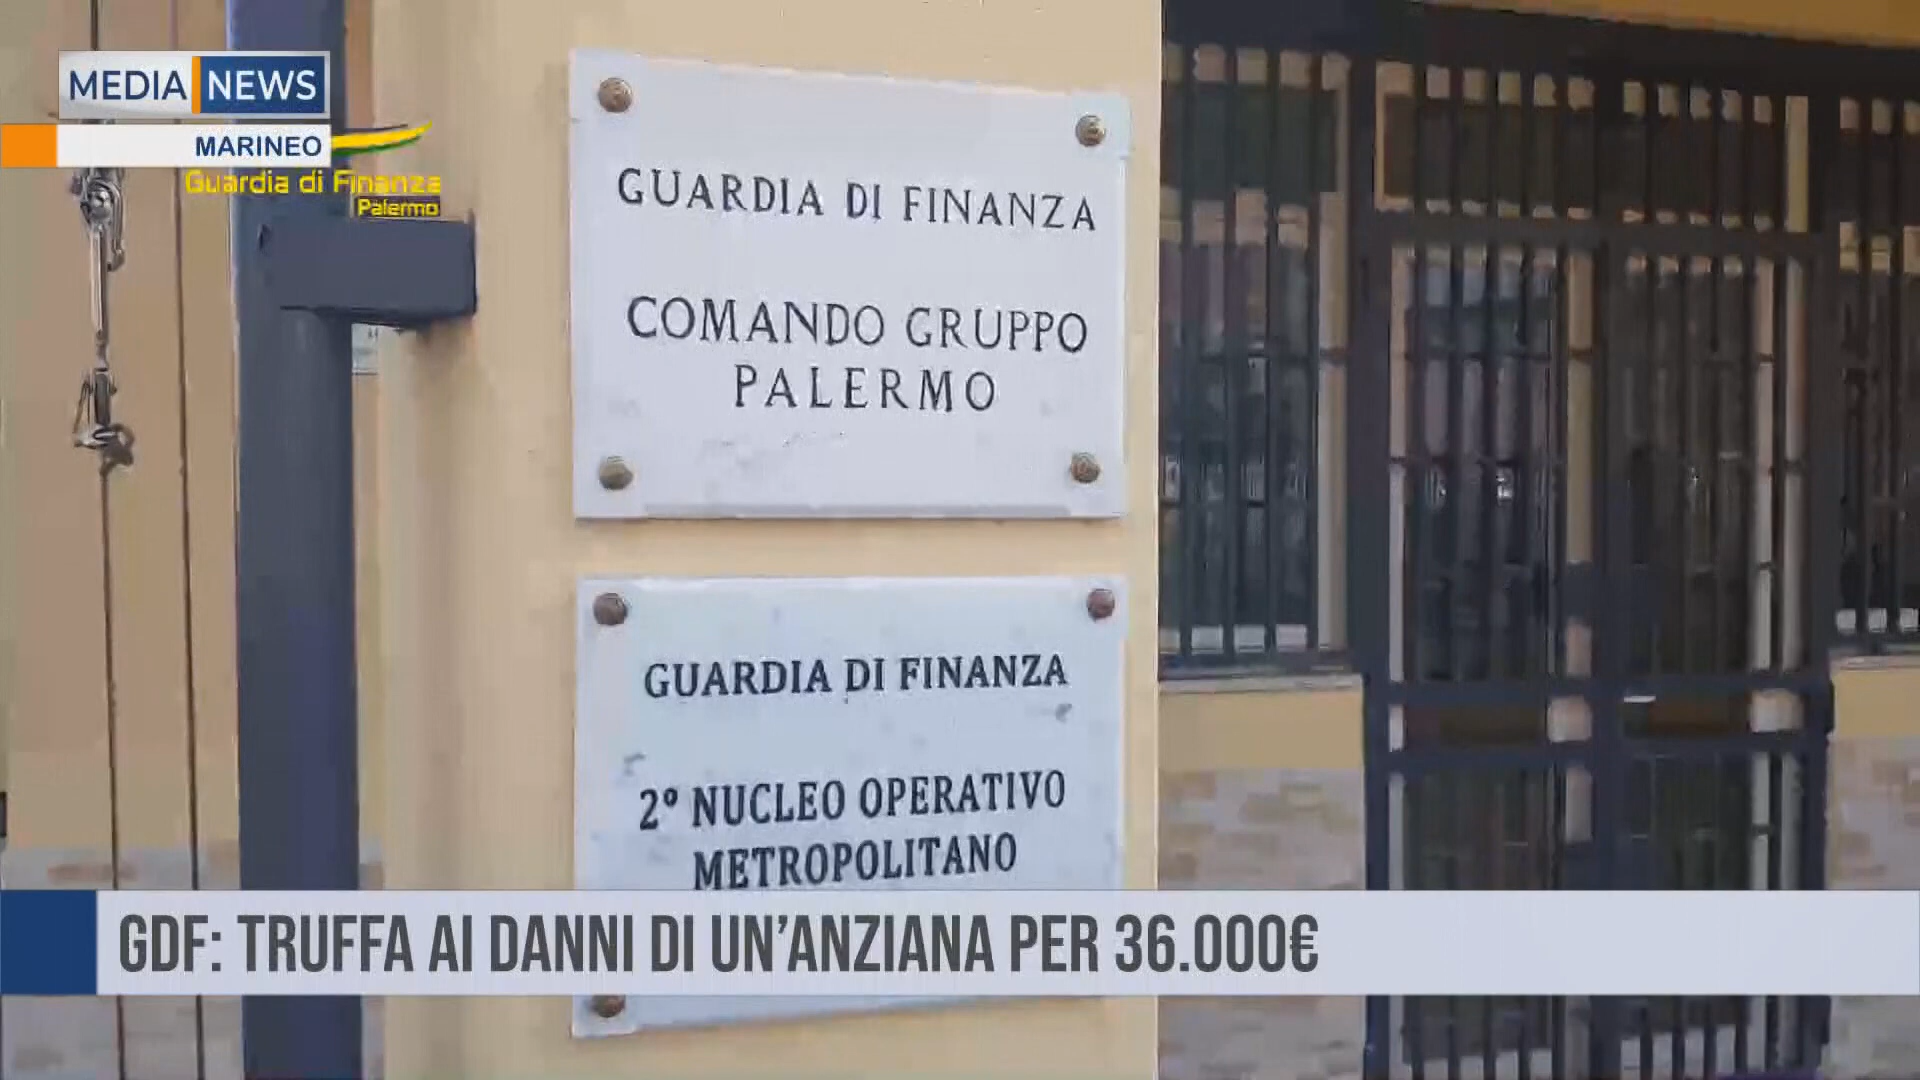 MEDIA NEWS
MARINEO
Guardia di Finanza
Palermo
GUARDIA DI FINANZA
COMANDO GRUPPO
PALERMO
GUARDIA DI FINANZA
2° NUCLEO OPERATIVO
METROPOLITANO
GDF: TRUFFA AI DANNI DI UN'ANZIANA PER 36.000€